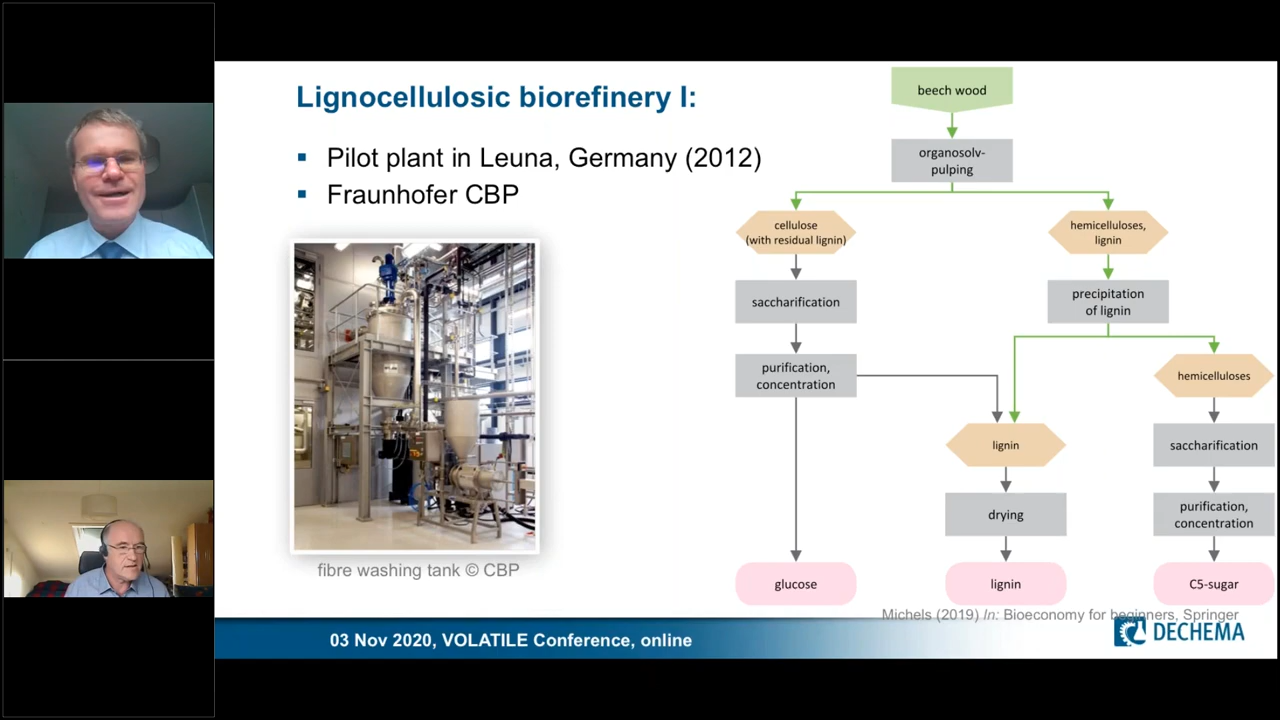 Lignocellulosic biorefinery I:
Pilot plant in Leuna, Germany (2012)
Fraunhofer CBP
fibre washing tank © CBP
beech wood
organosolv-
pulping
cellulose
(with residual lignin)
hemicelluloses,
lignin
saccharification
precipitation
of lignin
purification,
concentration
hemicelluloses
lignin
saccharification
drying
purification,
concentration
glucose
lignin
C5-sugar
Michels (2019) In: Bioeconomy for beginners, Springer
03 Nov 2020, VOLATILE Conference, online
DECHEMA